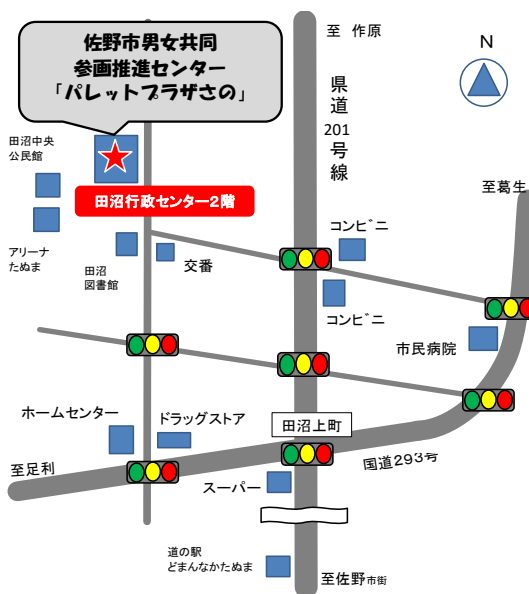 佐野市男女共同
参画推進センター
「パレットプラザさの」
至 作原
N
県道
201
号線
田沼中央
公民館
至葛生
田沼行政センター2階
コンビニ
アリーナ
たぬま
田沼
図書館
交番
コンビニ
市民病院
ホームセンター
ドラッグストア
田沼上町
至足利
国道293号
スーパー
道の駅
どまんなかたぬま
至佐野市街